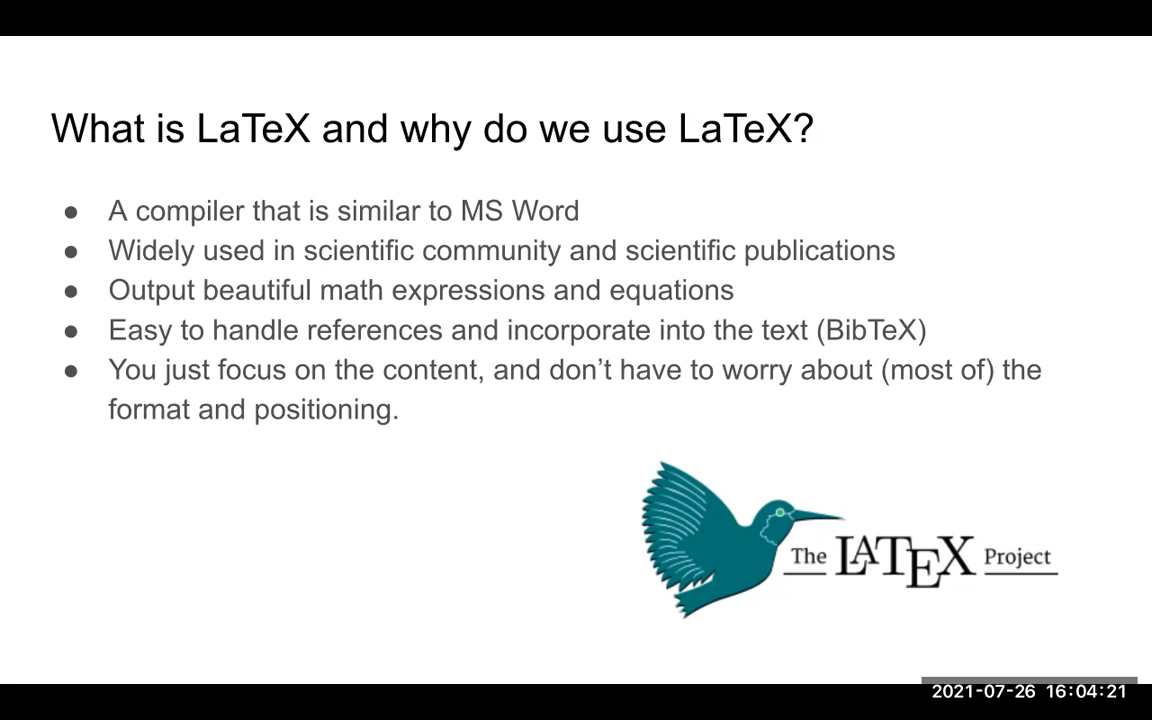 What is LaTeX and why do we use LaTeX?
● A compiler that is similar to MS Word
● Widely used in scientific community and scientific publications
● Output beautiful math expressions and equations
● Easy to handle references and incorporate into the text (BibTeX)
● You just focus on the content, and don’t have to worry about (most of) the
format and positioning.
The LATEX Project
2021-07-26 16:04:21